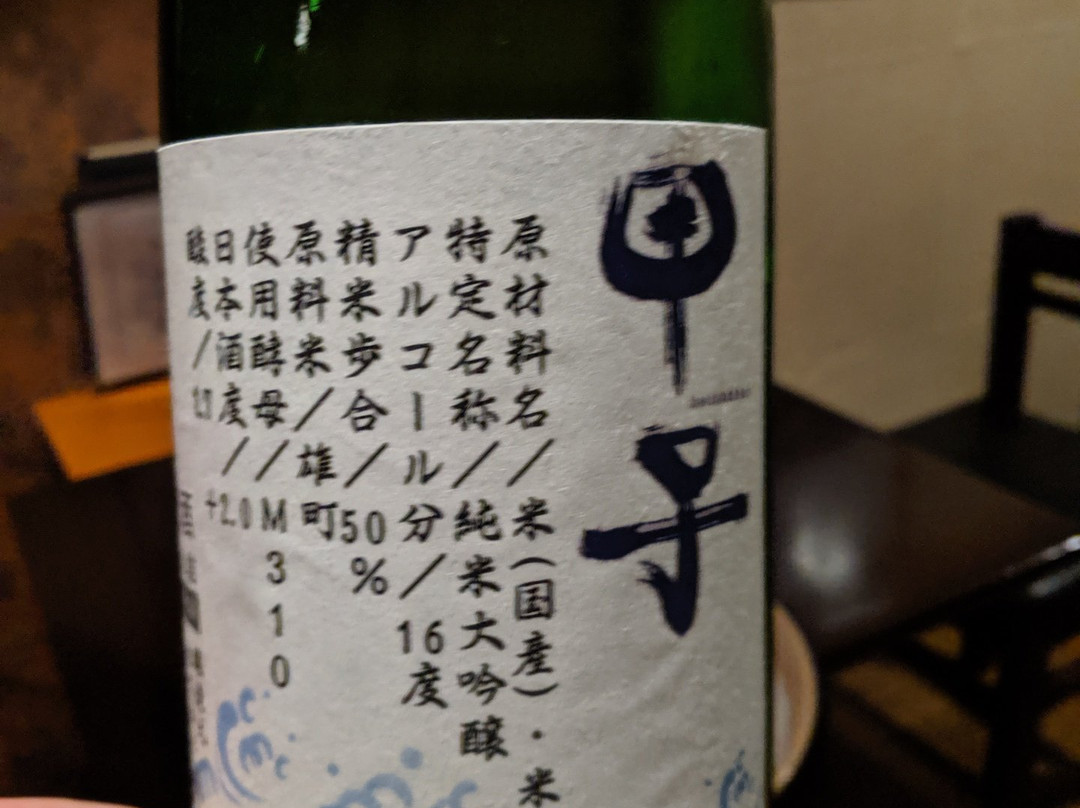 甲子
原材料名/米(国産)・米
特定名称/純米大吟醸
アルコール分/16度
精米歩合/50%
原料米/雄町
使用酵母/M310
日本酒度/+2.0
酸度/1.7